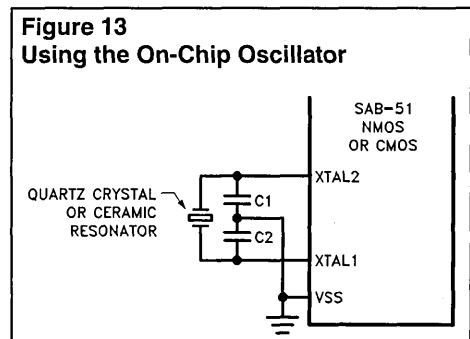 Figure 13
Using the On-Chip Oscillator
SAB-51
NMOS
OR CMOS
XTAL2
QUARTZ CRYSTAL
OR CERAMIC
RESONATOR
C1
C2
XTAL1
VSS